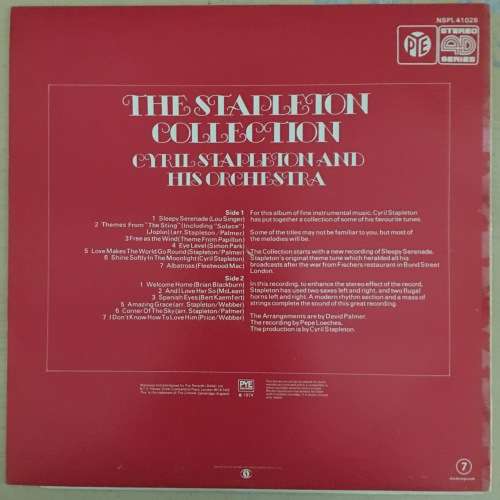 NSPL 41028
PYE
STEREO
4D
SERIES
THE STAPLETON
COLLECTION
CYRIL STAPLETON AND
HIS ORCHESTRA
Side 1
1 Sleepy Serenade (Lou Singer)
2 Themes From "The Sting" (Including "Solace")
(Joplin) (arr. Stapleton / Palmer)
3 Free as the Wind (Theme From Papillon)
4 Eye Level (Simon Park)
5 Love Makes The World Go Round (Stapleton / Palmer)
6 Shine Softly In The Moonlight (Cyril Stapleton)
7 Albatross (Fleetwood Mac)
Side 2
1 Welcome Home (Brian Blackburn)
2 And I Love Her So (McLean)
3 Spanish Eyes (Bert Kaempfert)
5 Amazing Grace (arr. Stapleton / Webber)
6 Corner Of The Sky (arr. Stapleton / Palmer)
7 I Don't Know How To Love Him (Price / Webber)
For this album of fine instrumental music, Cyril Stapleton
has put together a collection of some of his favourite tunes.
Some of the titles may not be familiar to you, but most of
the melodies will be.
The Collection starts with a new recording of Sleepy Serenade,
Stapleton's original theme tune which heralded all his
broadcasts after the war from Fischers restaurant in Bond Street
London.
In this recording, to enhance the stereo effect of the record,
Stapleton has used two saxes left and right, and two flugal
horns left and right. A modern rhythm section and a mass of
strings complete the sound of this great recording.
The Arrangements are by David Palmer.
The recording by Pepe Loeches.
The production is by Cyril Stapleton.
PYE
℗ 1974
7